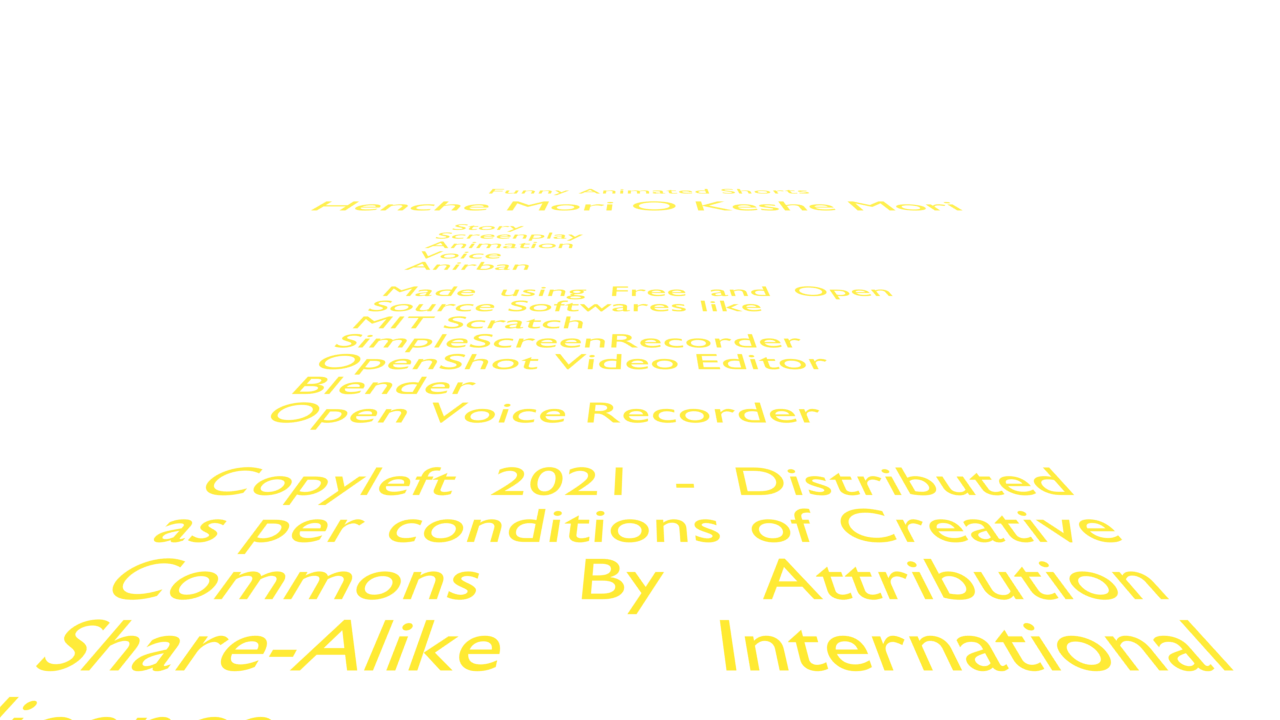 Funny Animated Shorts
Henche Mori O Keshe Mori
Story
Screenplay
Animation
Voice
Anirban
Made using Free and Open
Source Softwares like
MIT Scratch
SimpleScreenRecorder
OpenShot Video Editor
Blender
Open Voice Recorder
Copyleft 2021 - Distributed
as per conditions of Creative
Commons By Attribution
Share-Alike International